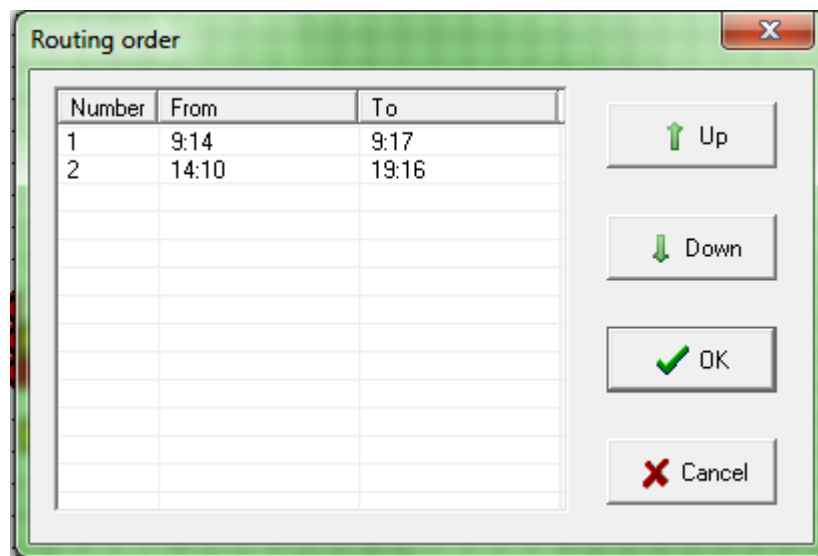 Routing order
Number From To
1 9:14 9:17
2 14:10 19:16
Up
Down
OK
Cancel